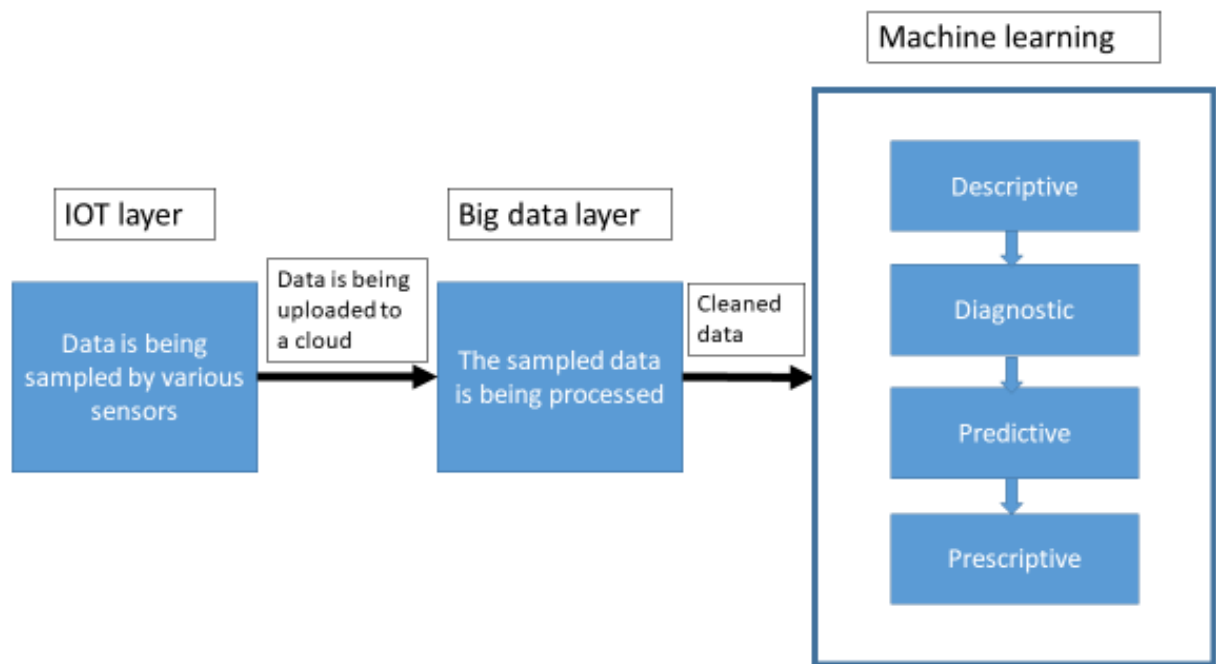 Machine learning
IOT layer
Big data layer
Data is being
uploaded to
a cloud
Cleaned
data
Data is being
sampled by various
sensors
The sampled data
is being processed
Descriptive
Diagnostic
Predictive
Prescriptive